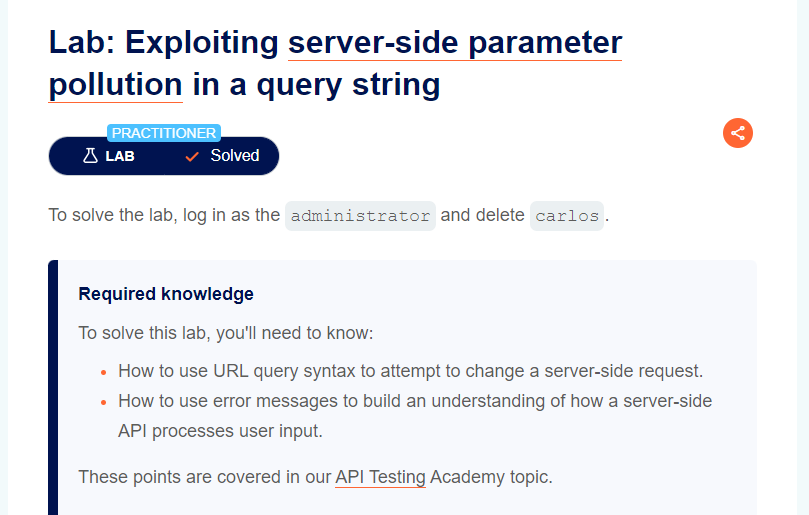 Lab: Exploiting server-side parameter
pollution in a query string
PRACTITIONER
LAB Solved
To solve the lab, log in as the administrator and delete carlos.
Required knowledge
To solve this lab, you'll need to know:
• How to use URL query syntax to attempt to change a server-side request.
• How to use error messages to build an understanding of how a server-side
API processes user input.
These points are covered in our API Testing Academy topic.